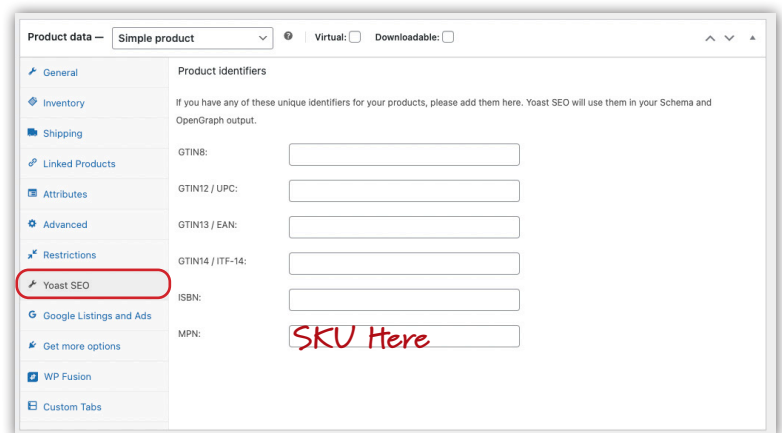 Product data — Simple product Virtual: Downloadable:
General
Inventory
Shipping
Linked Products
Attributes
Advanced
Restrictions
Yoast SEO
Google Listings and Ads
Get more options
WP Fusion
Custom Tabs
Product identifiers
If you have any of these unique identifiers for your products, please add them here. Yoast SEO will use them in your Schema and
OpenGraph output.
GTIN8:
GTIN12 / UPC:
GTIN13 / EAN:
GTIN14 / ITF-14:
ISBN:
MPN: SKU Here